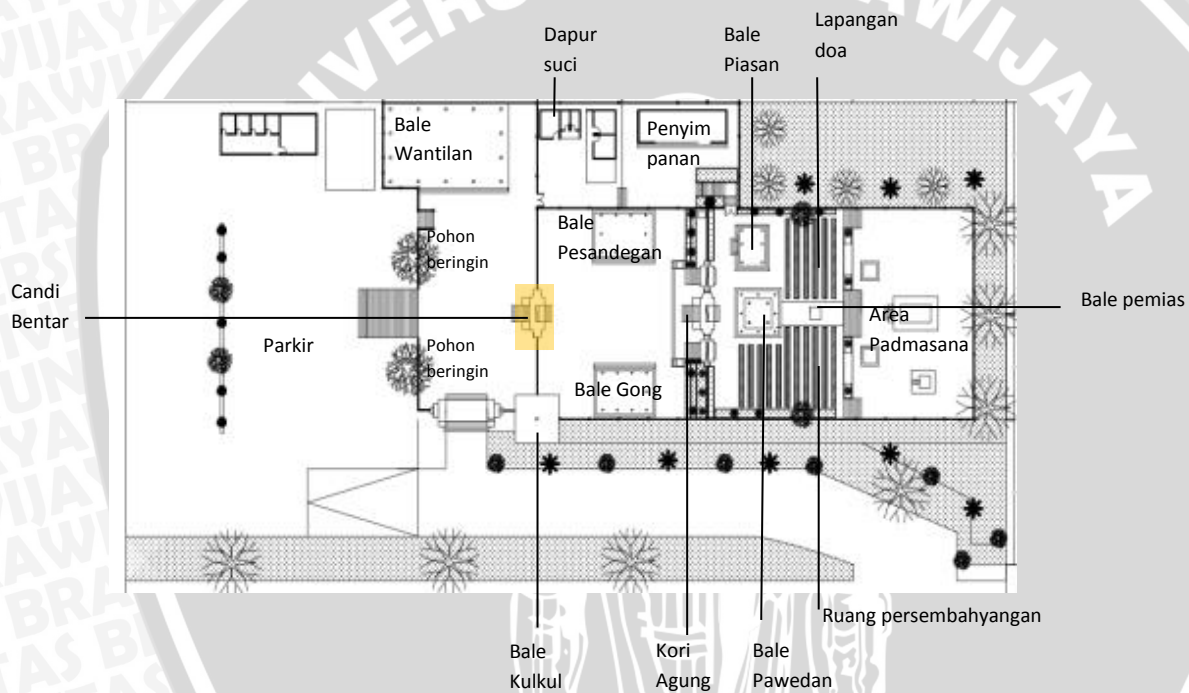 Dapur
suci
Bale
Piasan
Lapangan
doa
Bale
Wantilan
Penyim
panan
Bale
Pesandegan
Pohon
beringin
Candi
Bentar
Bale pemias
Area
Padmasana
Parkir
Pohon
beringin
Bale Gong
Ruang persembahyangan
Bale
Kulkul
Kori
Agung
Bale
Pawedan